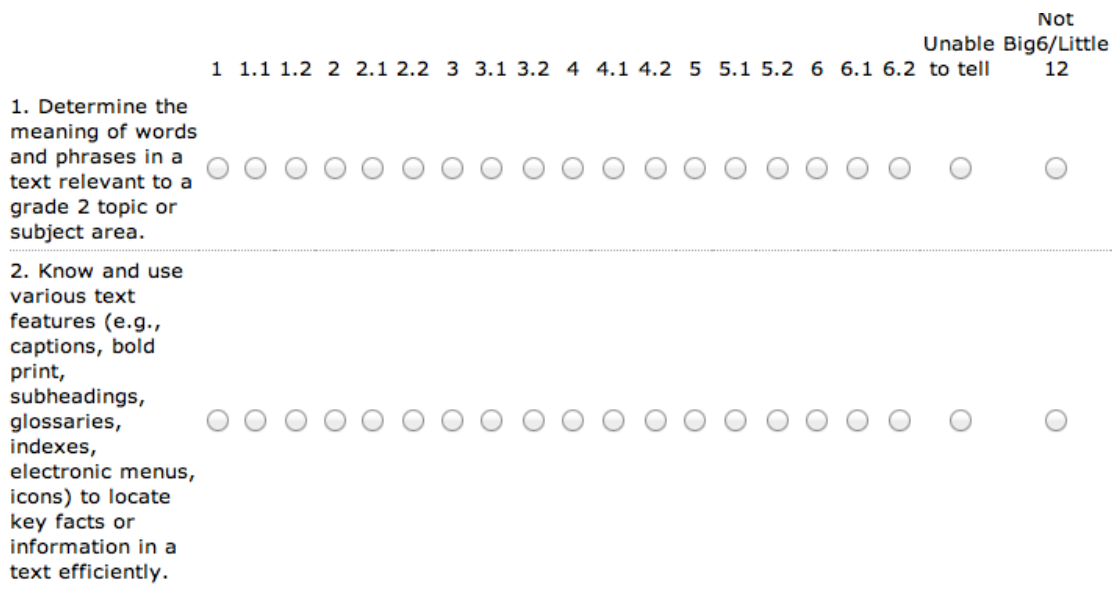 Not
Unable Big6/Little
1 1.1 1.2 2 2.1 2.2 3 3.1 3.2 4 4.1 4.2 5 5.1 5.2 6 6.1 6.2 to tell 12
1. Determine the
meaning of words
and phrases in a
text relevant to a
grade 2 topic or
subject area.
2. Know and use
various text
features (e.g.,
captions, bold
print,
subheadings,
glossaries,
indexes,
electronic menus,
icons) to locate
key facts or
information in a
text efficiently.